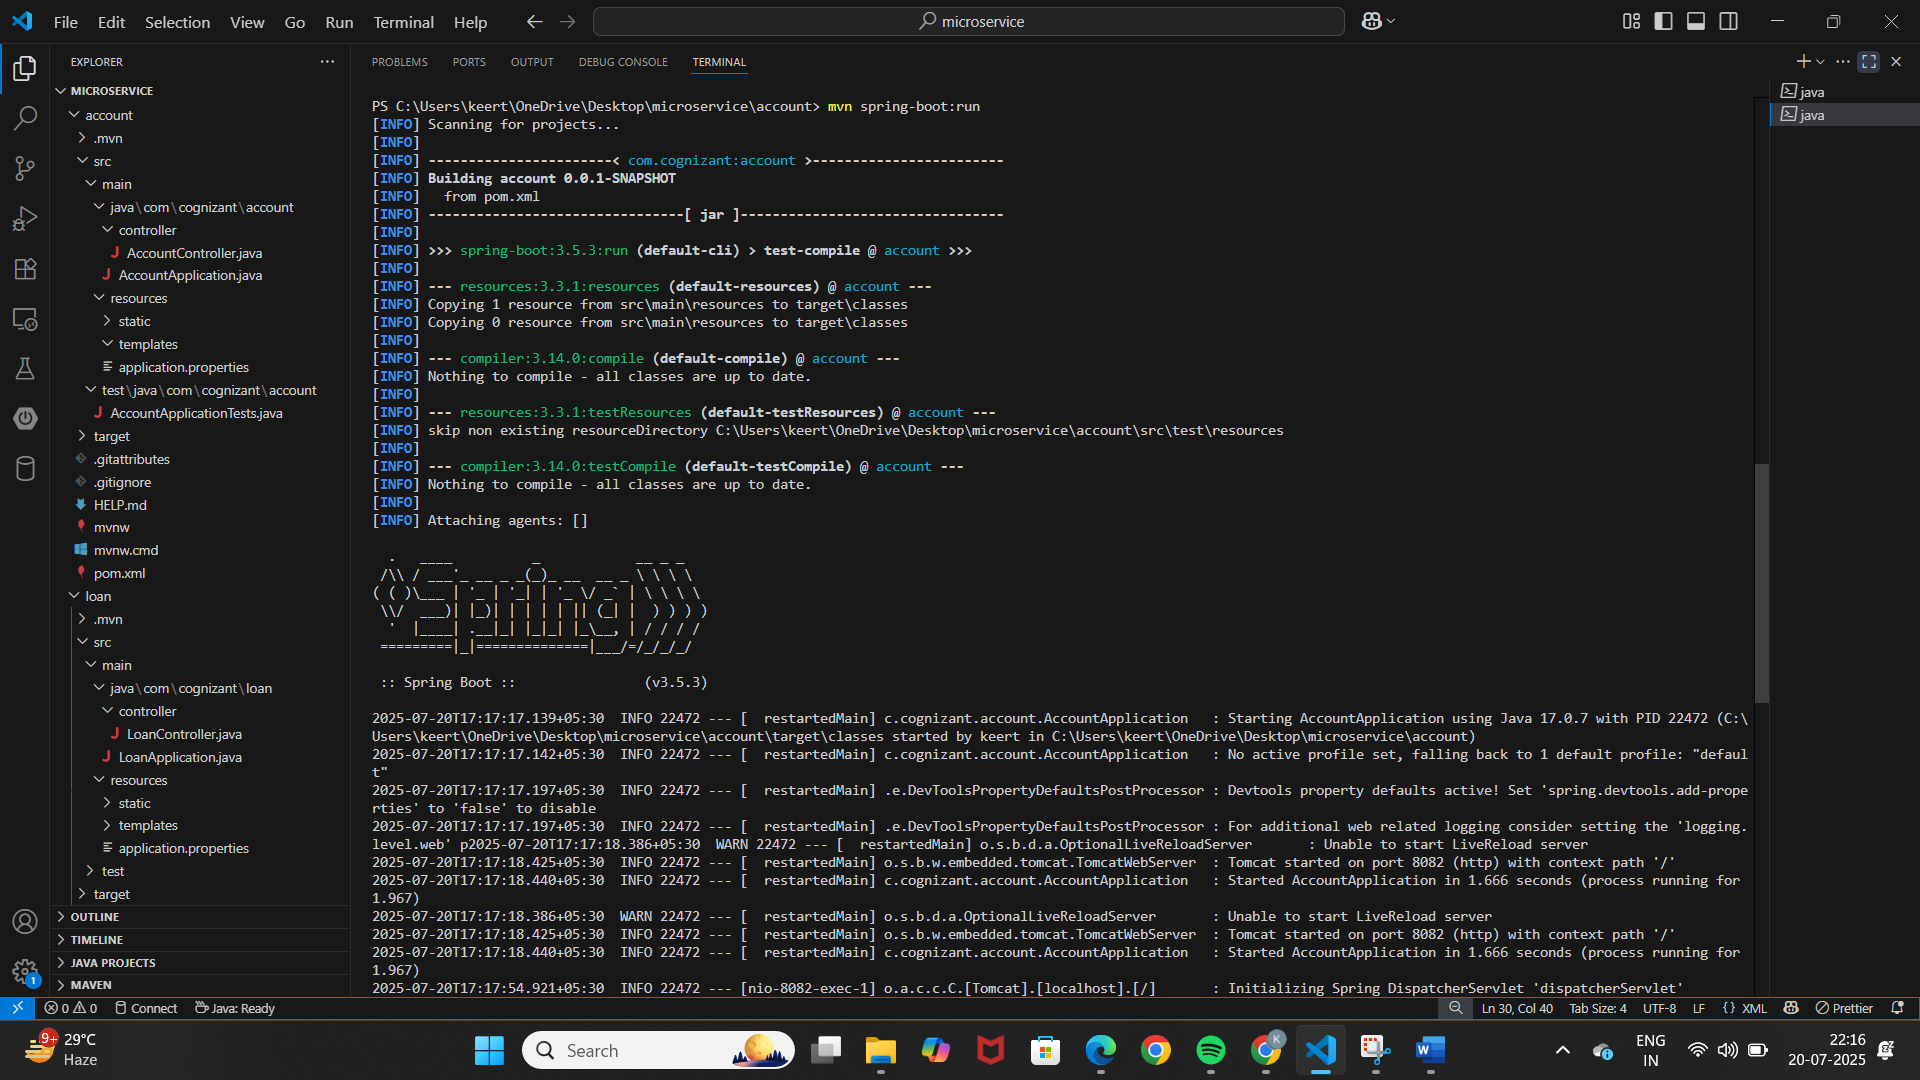 File Edit Selection View Go Run Terminal Help
microservice
EXPLORER
MICROSERVICE
account
.mvn
src
main
java\com\cognizant\account
controller
AccountController.java
AccountApplication.java
resources
static
templates
application.properties
test\java\com\cognizant\account
AccountApplicationTests.java
target
.gitattributes
.gitignore
HELP.md
mvnw
mvnw.cmd
pom.xml
loan
.mvn
src
main
java\com\cognizant\loan
controller
LoanController.java
LoanApplication.java
resources
static
templates
application.properties
test
target
OUTLINE
TIMELINE
JAVA PROJECTS
MAVEN
PROBLEMS PORTS OUTPUT DEBUG CONSOLE TERMINAL
java
java
PS C:\Users\keert\OneDrive\Desktop\microservice\account> mvn spring-boot:run
[INFO] Scanning for projects...
[INFO]
[INFO] -----------------------< com.cognizant:account >------------------------
[INFO] Building account 0.0.1-SNAPSHOT
[INFO]   from pom.xml
[INFO] --------------------------------[ jar ]---------------------------------
[INFO]
[INFO] >>> spring-boot:3.5.3:run (default-cli) > test-compile @ account >>>
[INFO]
[INFO] --- resources:3.3.1:resources (default-resources) @ account ---
[INFO] Copying 1 resource from src\main\resources to target\classes
[INFO] Copying 0 resource from src\main\resources to target\classes
[INFO]
[INFO] --- compiler:3.14.0:compile (default-compile) @ account ---
[INFO] Nothing to compile - all classes are up to date.
[INFO]
[INFO] --- resources:3.3.1:testResources (default-testResources) @ account ---
[INFO] skip non existing resourceDirectory C:\Users\keert\OneDrive\Desktop\microservice\account\src\test\resources
[INFO]
[INFO] --- compiler:3.14.0:testCompile (default-testCompile) @ account ---
[INFO] Nothing to compile - all classes are up to date.
[INFO]
[INFO] Attaching agents: []
  .   ____          _            __ _ _
 /\\ / ___'_ __ _ _(_)_ __  __ _ \ \ \ \
( ( )\___ | '_ | '_| | '_ \/ _` | \ \ \ \
 \\/  ___)| |_)| | | | | || (_| |  ) ) ) )
  '  |____| .__|_| |_|_| |_\__, | / / / /
 =========|_|==============|___/=/_/_/_/
 :: Spring Boot ::                (v3.5.3)
2025-07-20T17:17:17.139+05:30  INFO 22472 --- [  restartedMain] c.cognizant.account.AccountApplication   : Starting AccountApplication using Java 17.0.7 with PID 22472 (C:\
Users\keert\OneDrive\Desktop\microservice\account\target\classes started by keert in C:\Users\keert\OneDrive\Desktop\microservice\account)
2025-07-20T17:17:17.142+05:30  INFO 22472 --- [  restartedMain] c.cognizant.account.AccountApplication   : No active profile set, falling back to 1 default profile: "defaul
t"
2025-07-20T17:17:17.197+05:30  INFO 22472 --- [  restartedMain] .e.DevToolsPropertyDefaultsPostProcessor : Devtools property defaults active! Set 'spring.devtools.add-prope
rties' to 'false' to disable
2025-07-20T17:17:17.197+05:30  INFO 22472 --- [  restartedMain] .e.DevToolsPropertyDefaultsPostProcessor : For additional web related logging consider setting the 'logging.
level.web' p2025-07-20T17:17:18.386+05:30  WARN 22472 --- [  restartedMain] o.s.b.d.a.OptionalLiveReloadServer       : Unable to start LiveReload server
2025-07-20T17:17:18.425+05:30  INFO 22472 --- [  restartedMain] o.s.b.w.embedded.tomcat.TomcatWebServer  : Tomcat started on port 8082 (http) with context path '/'
2025-07-20T17:17:18.440+05:30  INFO 22472 --- [  restartedMain] c.cognizant.account.AccountApplication   : Started AccountApplication in 1.666 seconds (process running for
1.967)
2025-07-20T17:17:18.386+05:30  WARN 22472 --- [  restartedMain] o.s.b.d.a.OptionalLiveReloadServer       : Unable to start LiveReload server
2025-07-20T17:17:18.425+05:30  INFO 22472 --- [  restartedMain] o.s.b.w.embedded.tomcat.TomcatWebServer  : Tomcat started on port 8082 (http) with context path '/'
2025-07-20T17:17:18.440+05:30  INFO 22472 --- [  restartedMain] c.cognizant.account.AccountApplication   : Started AccountApplication in 1.666 seconds (process running for
1.967)
2025-07-20T17:17:54.921+05:30  INFO 22472 --- [nio-8082-exec-1] o.a.c.c.C.[Tomcat].[localhost].[/]       : Initializing Spring DispatcherServlet 'dispatcherServlet'
1
0 0 Connect Java: Ready
Ln 30, Col 40 Tab Size: 4 UTF-8 LF {} XML Prettier
9+
29°C
Haze
Search
K
ENG
IN
22:16
20-07-2025